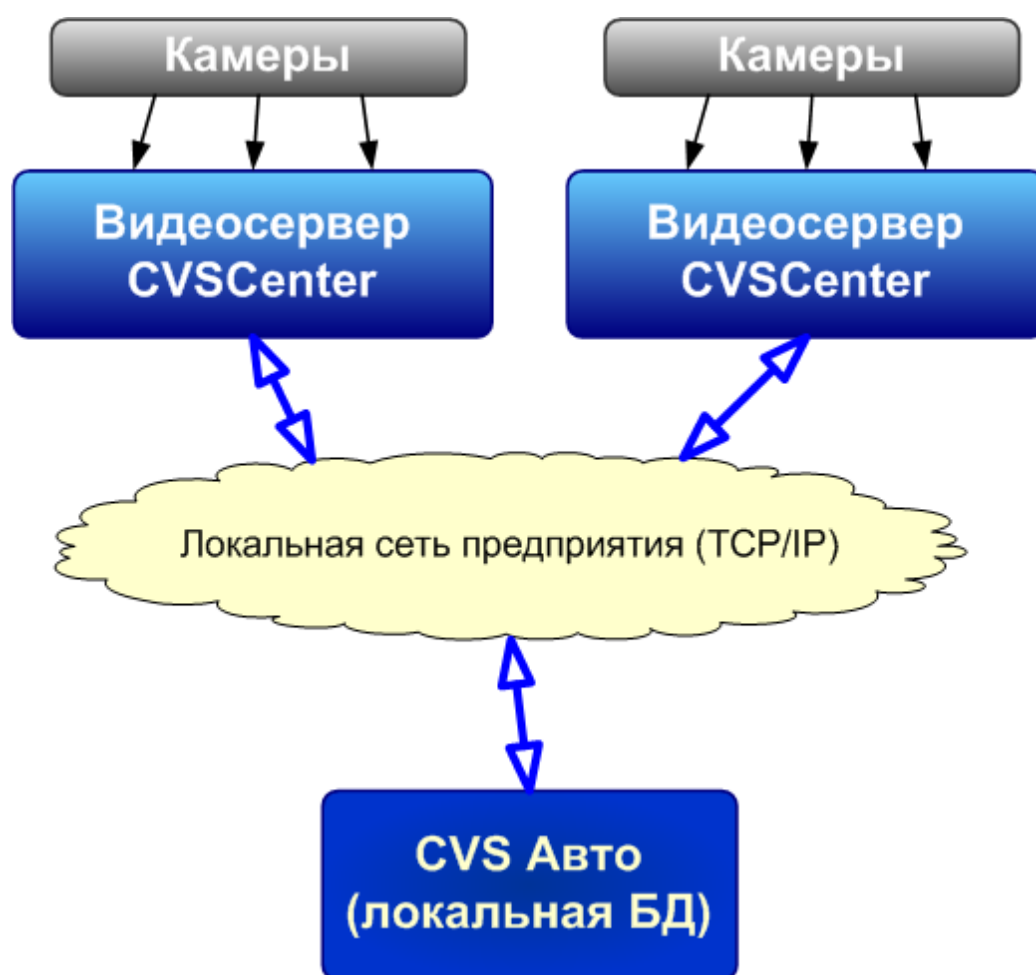 Камеры
Камеры
Видеосервер
CVSCenter
Видеосервер
CVSCenter
Локальная сеть предприятия (TCP/IP)
CVS Авто
(локальная БД)